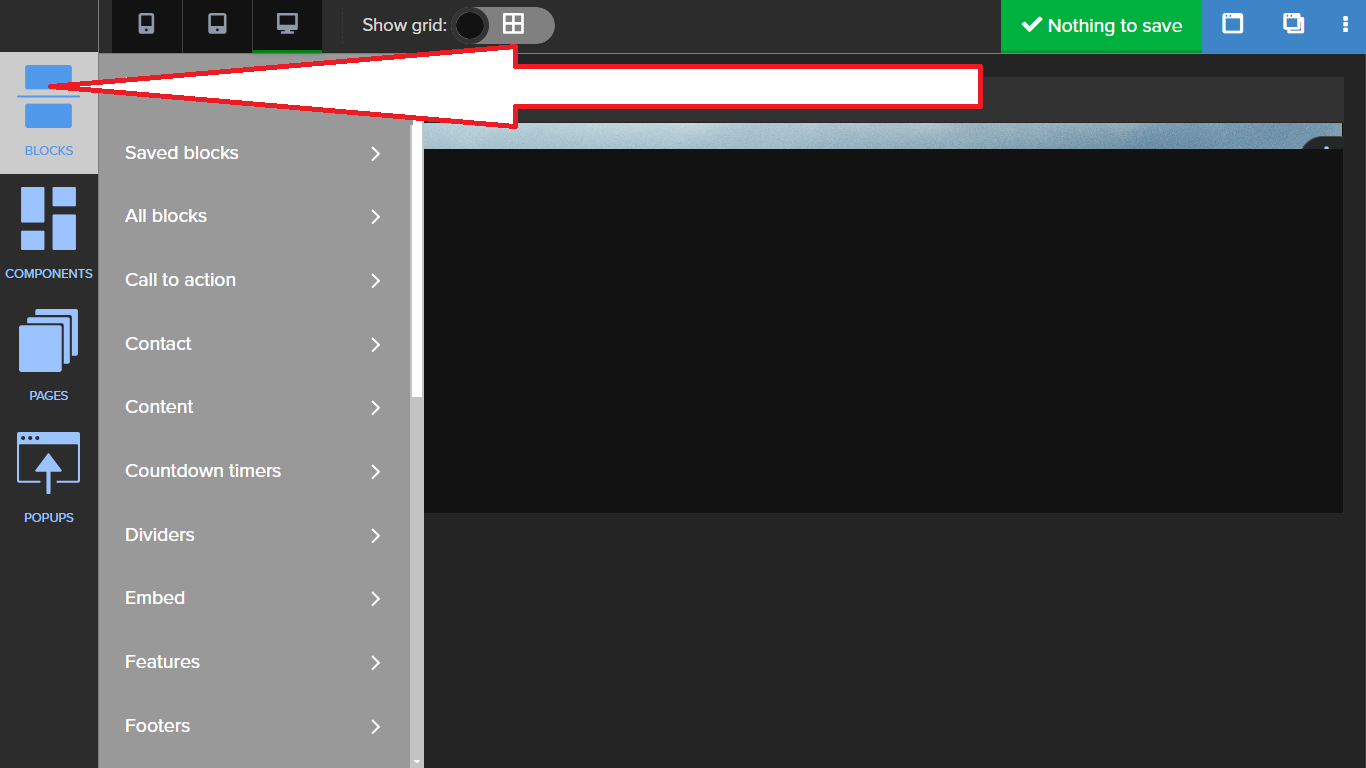 Show grid:
Nothing to save
BLOCKS
COMPONENTS
PAGES
POPUPS
Saved blocks
All blocks
Call to action
Contact
Content
Countdown timers
Dividers
Embed
Features
Footers